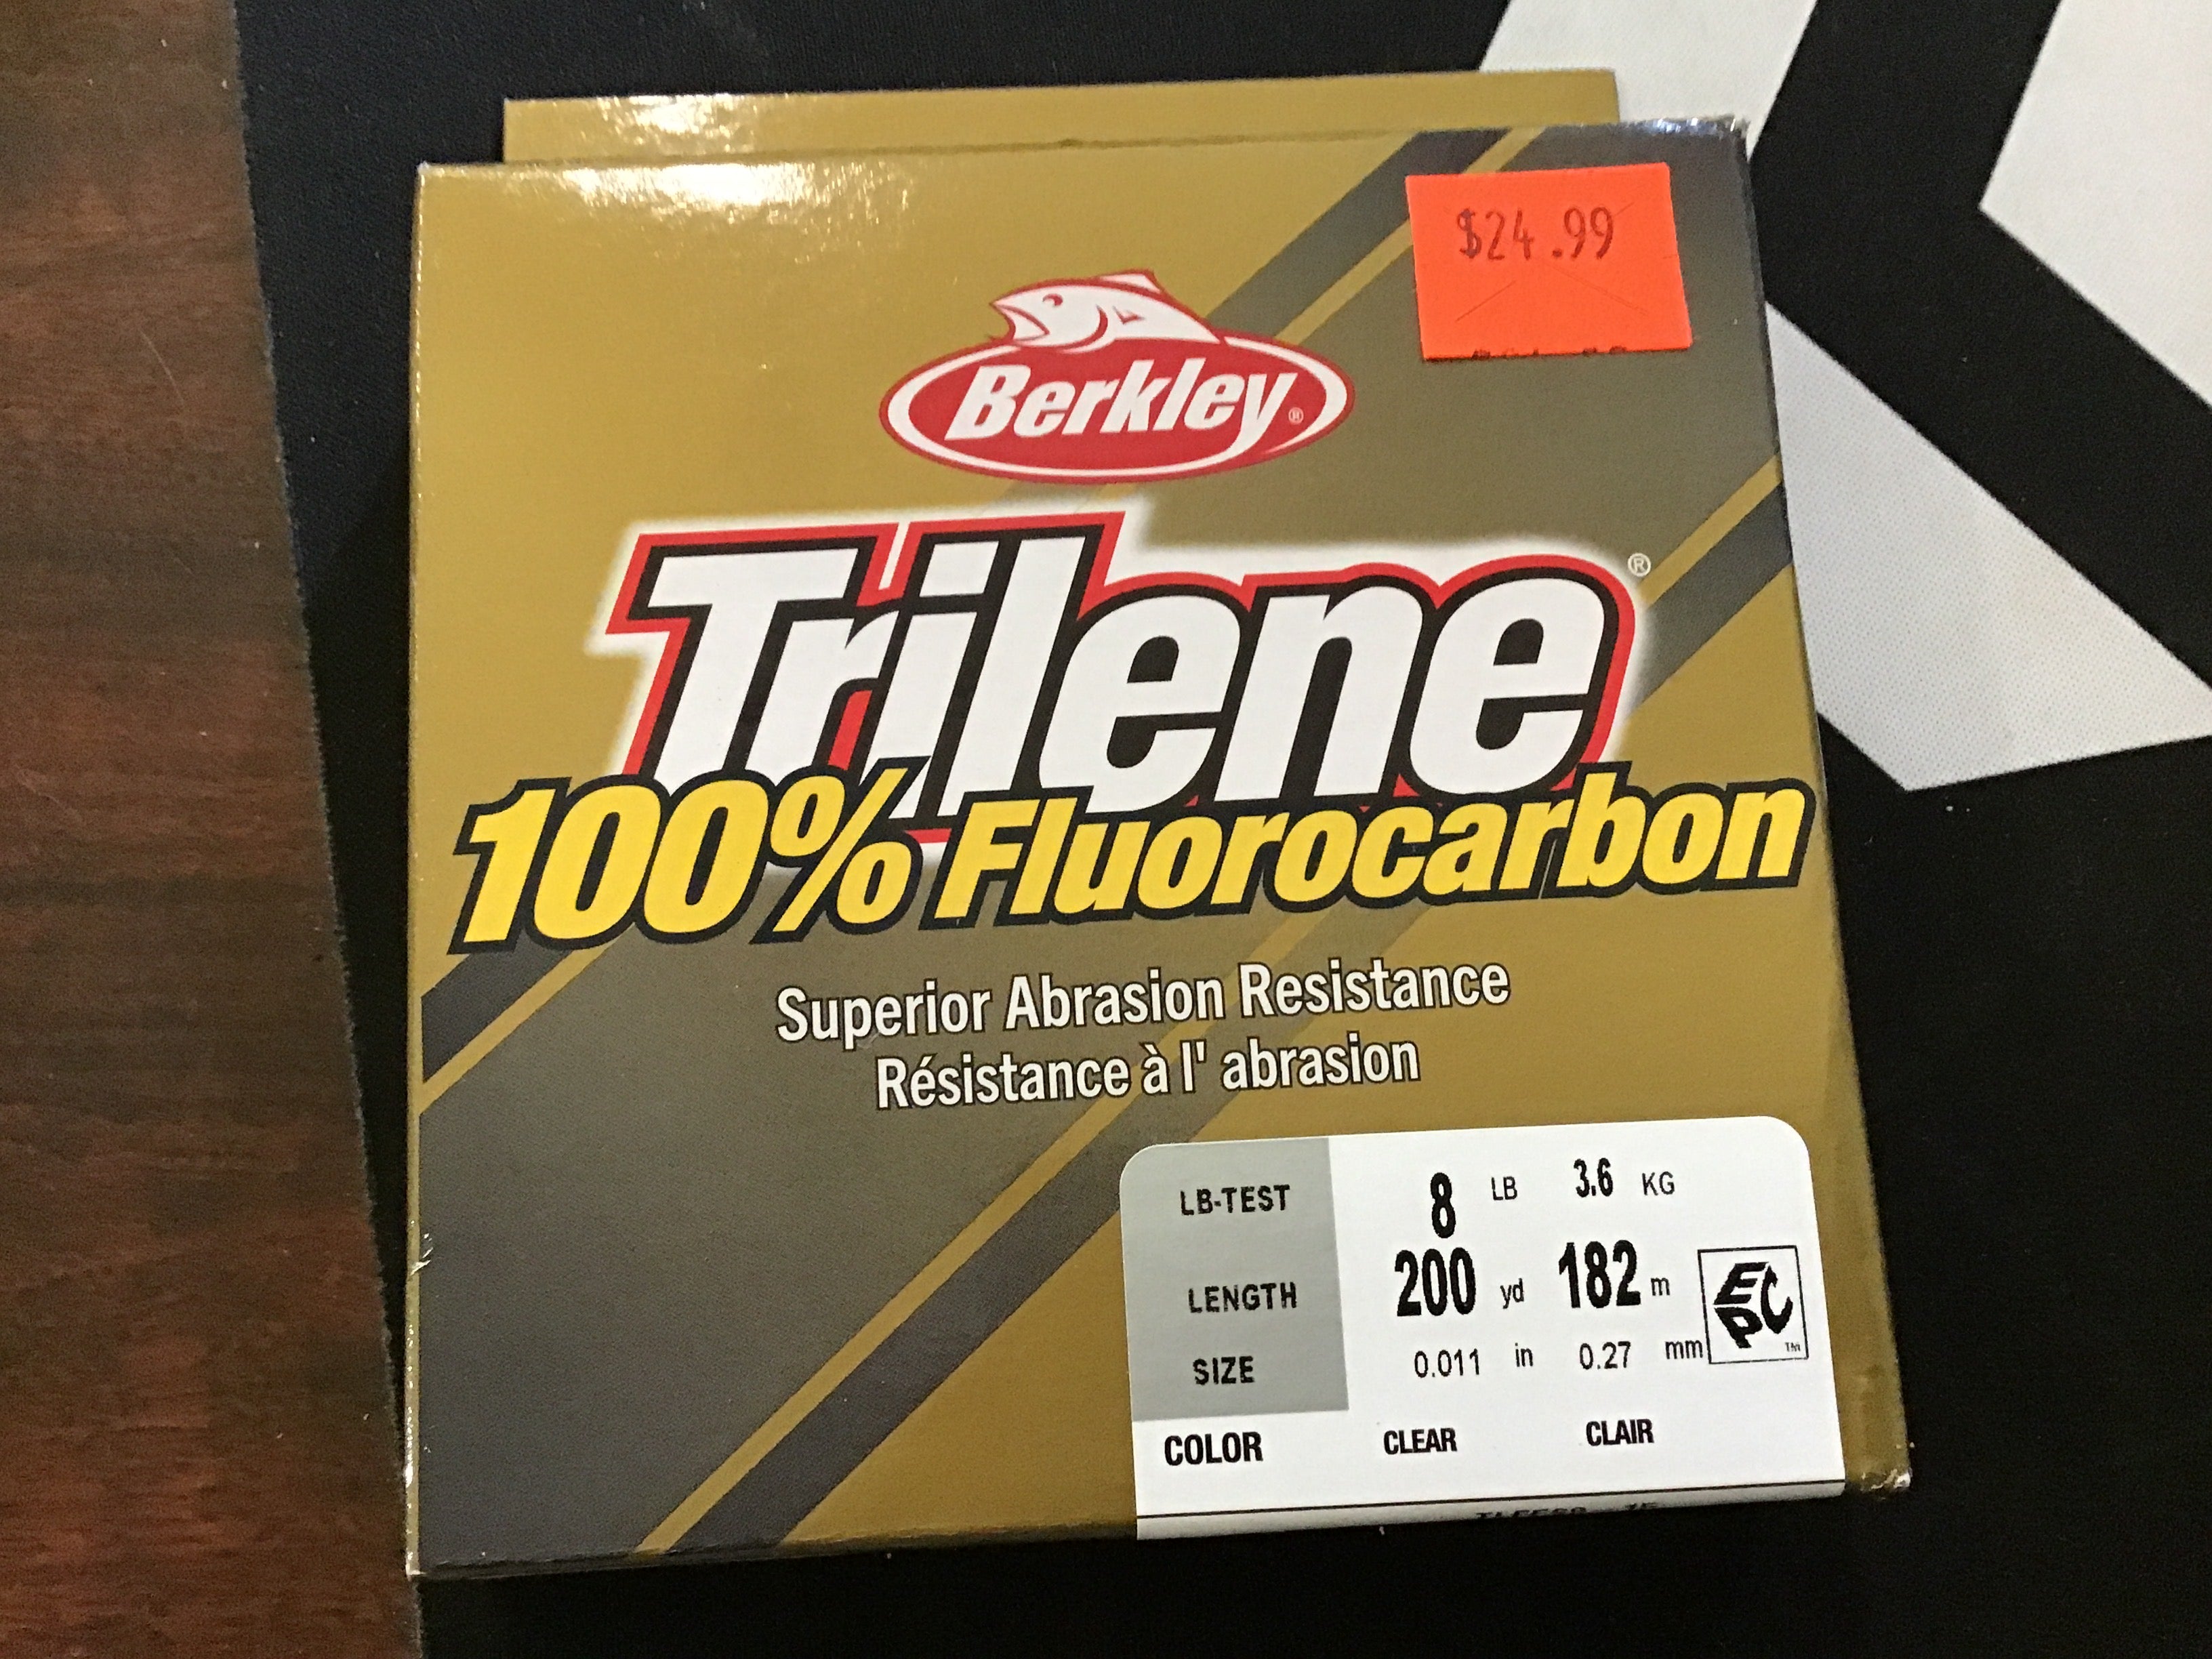 $24.99
Berkley®
Trilene®
100% Fluorocarbon
Superior Abrasion Resistance
Résistance à l' abrasion
LB-TEST 8 LB 3.6 KG
LENGTH 200 yd 182 m
SIZE 0.011 in 0.27 mm
EPC™
COLOR CLEAR CLAIR